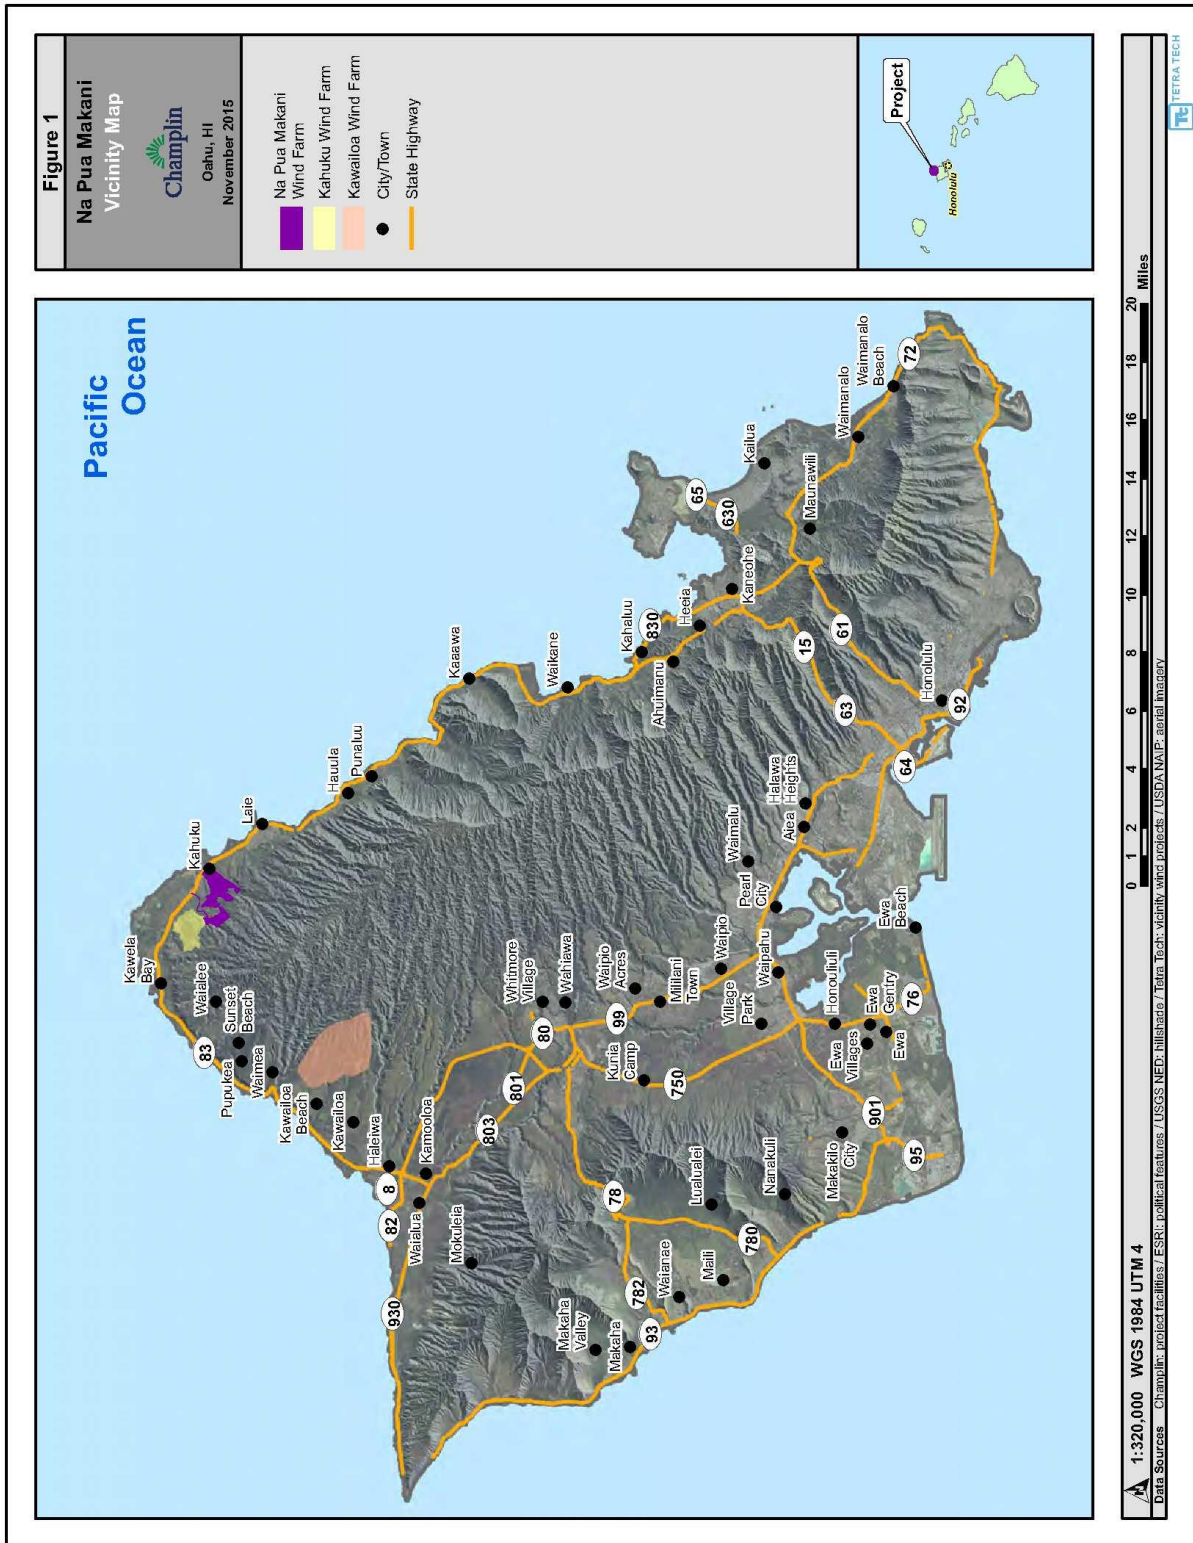 Figure 1
Na Pua Makani
Vicinity Map
Champlin
Oahu, HI
November 2015
Na Pua Makani
Wind Farm
Kahuku Wind Farm
Kawailoa Wind Farm
City/Town
State Highway
Project
Honolulu
Pacific
Ocean
Kawela
Bay
Kahuku
Waialee
Sunset
Beach
83
Laie
Pupukea
Waimea
Kawailoa
Beach
Kawailoa
Hauula
Punaluu
Haleiwa
8
82
Kamooloa
Waialua
Mokuleia
930
803
801
80
Whitmore
Village
Wahiawa
Kaaawa
Waikane
Waipio
Acres
99
Mililani
Town
Kunia
Camp
750
Makaha
Valley
Makaha
93
782
78
Waianae
Maili
780
Lualualei
Nanakuli
Kahaluu
830
Ahuimanu
Heeia
Kaneohe
65
630
Kailua
Maunawili
Waimanalo
Waimanalo
Beach
72
Waipio
Village
Park
Waipahu
Pearl
City
Waimalu
Aiea
Halawa
Heights
15
61
63
64
Honolulu
92
Honouliuli
Ewa
Villages
Ewa
Gentry
Ewa
76
Ewa
Beach
Makakilo
City
901
95
1:320,000 WGS 1984 UTM 4
0 1 2 4 6 8 10 12 14 16 18 20
Miles
Data Sources Champlin: project facilities / ESRI: political features / USGS NED: hillshade / Tetra Tech: vicinity wind projects / USDA NAIP: aerial imagery
Tt TETRA TECH